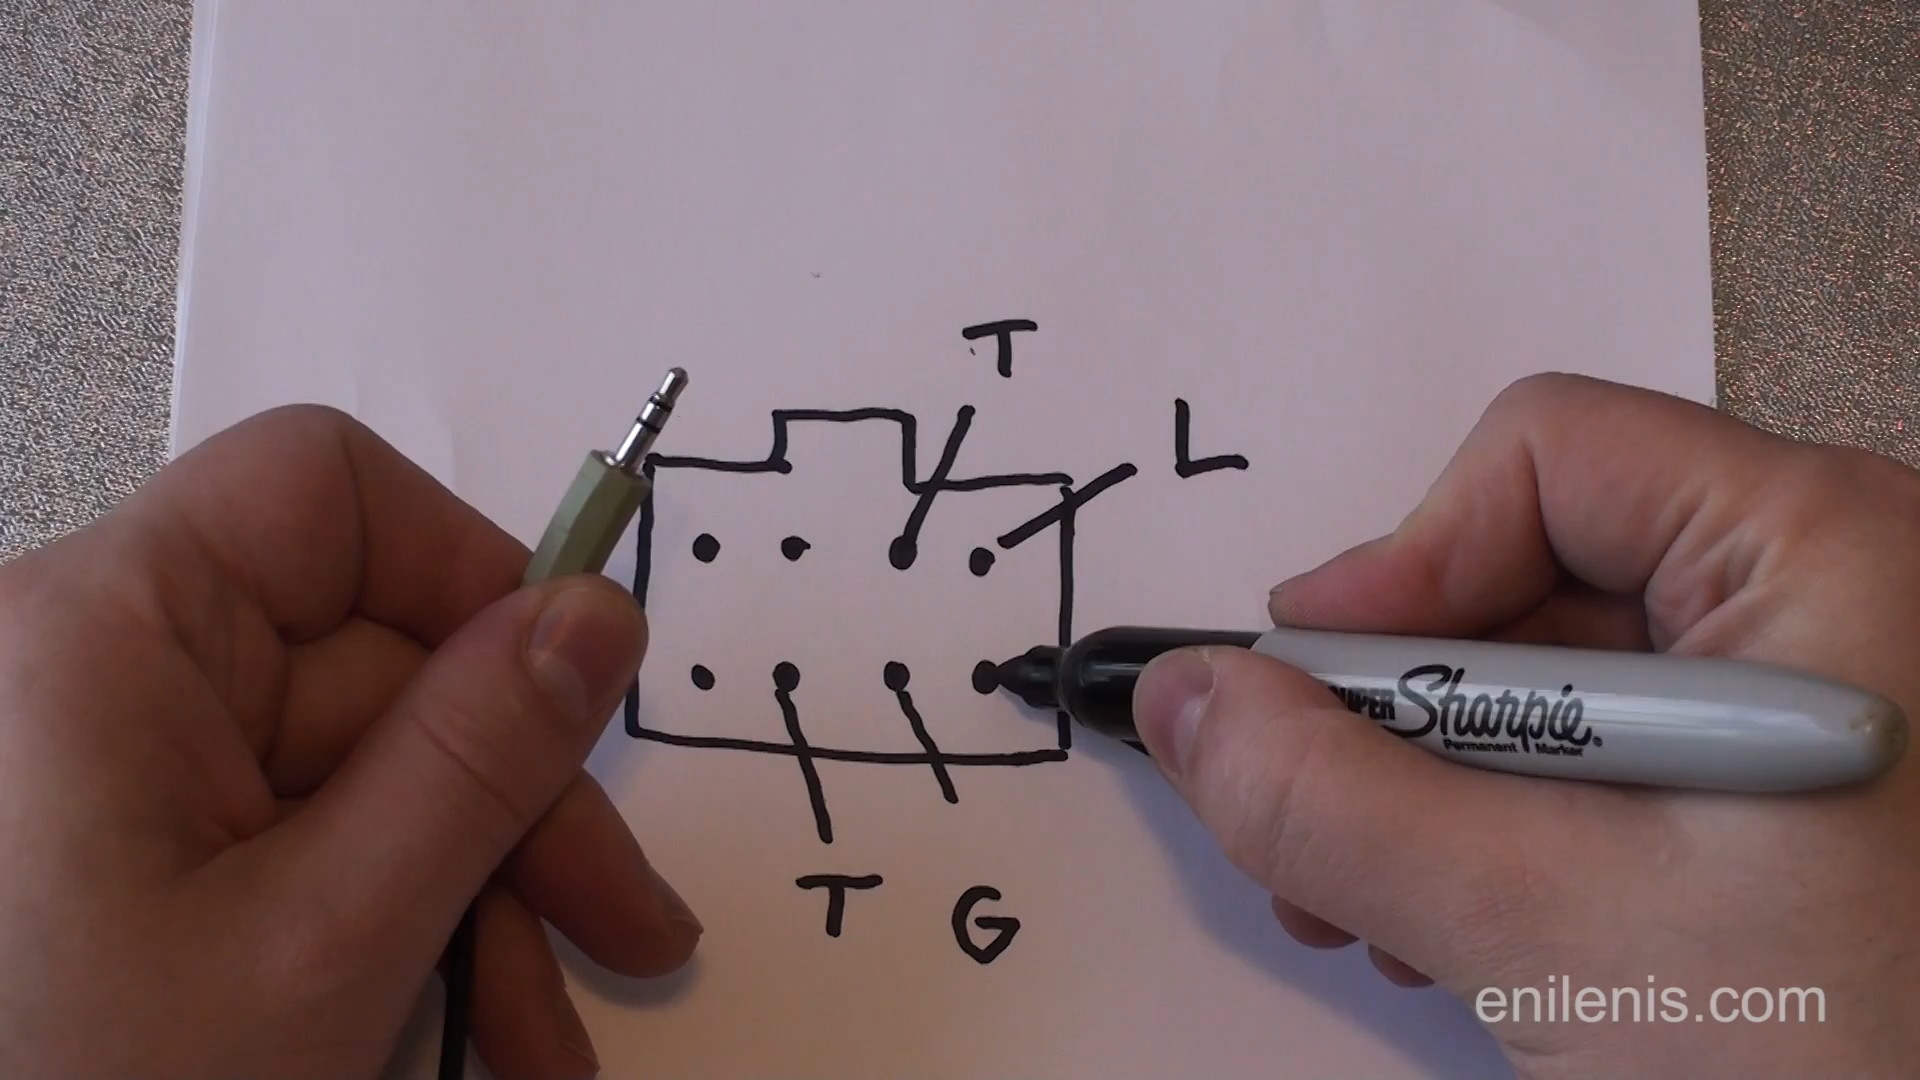 T
L
SUPER Sharpie.
Permanent Marker
T G
enilenis.com